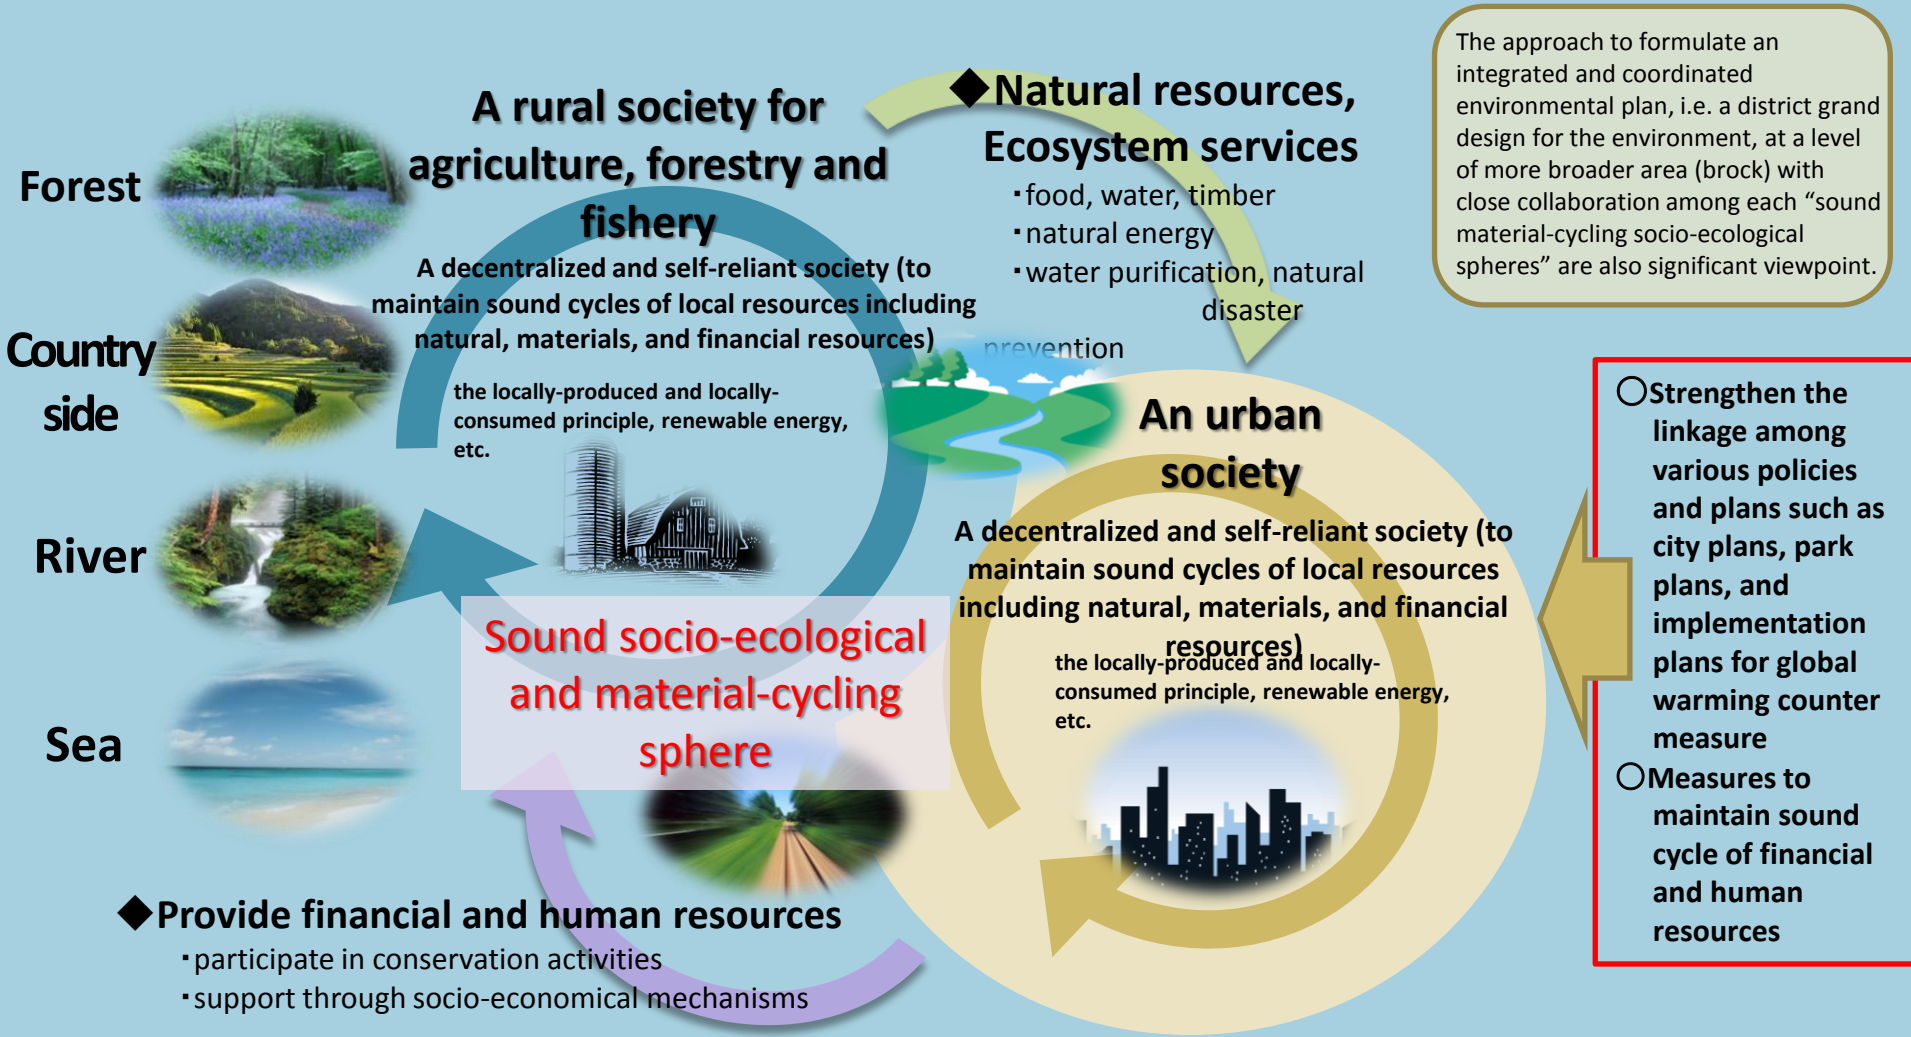 Forest
Country
side
River
Sea
A rural society for
agriculture, forestry and
fishery
A decentralized and self-reliant society (to
maintain sound cycles of local resources including
natural, materials, and financial resources)
the locally-produced and locally-
consumed principle, renewable energy,
etc.
◆Natural resources,
Ecosystem services
・food, water, timber
・natural energy
・water purification, natural
disaster
prevention
The approach to formulate an
integrated and coordinated
environmental plan, i.e. a district grand
design for the environment, at a level
of more broader area (brock) with
close collaboration among each “sound
material-cycling socio-ecological
spheres” are also significant viewpoint.
An urban
society
A decentralized and self-reliant society (to
maintain sound cycles of local resources
including natural, materials, and financial
resources)
the locally-produced and locally-
consumed principle, renewable energy,
etc.
Sound socio-ecological
and material-cycling
sphere
◆Provide financial and human resources
・participate in conservation activities
・support through socio-economical mechanisms
○Strengthen the
linkage among
various policies
and plans such as
city plans, park
plans, and
implementation
plans for global
warming counter
measure
○Measures to
maintain sound
cycle of financial
and human
resources